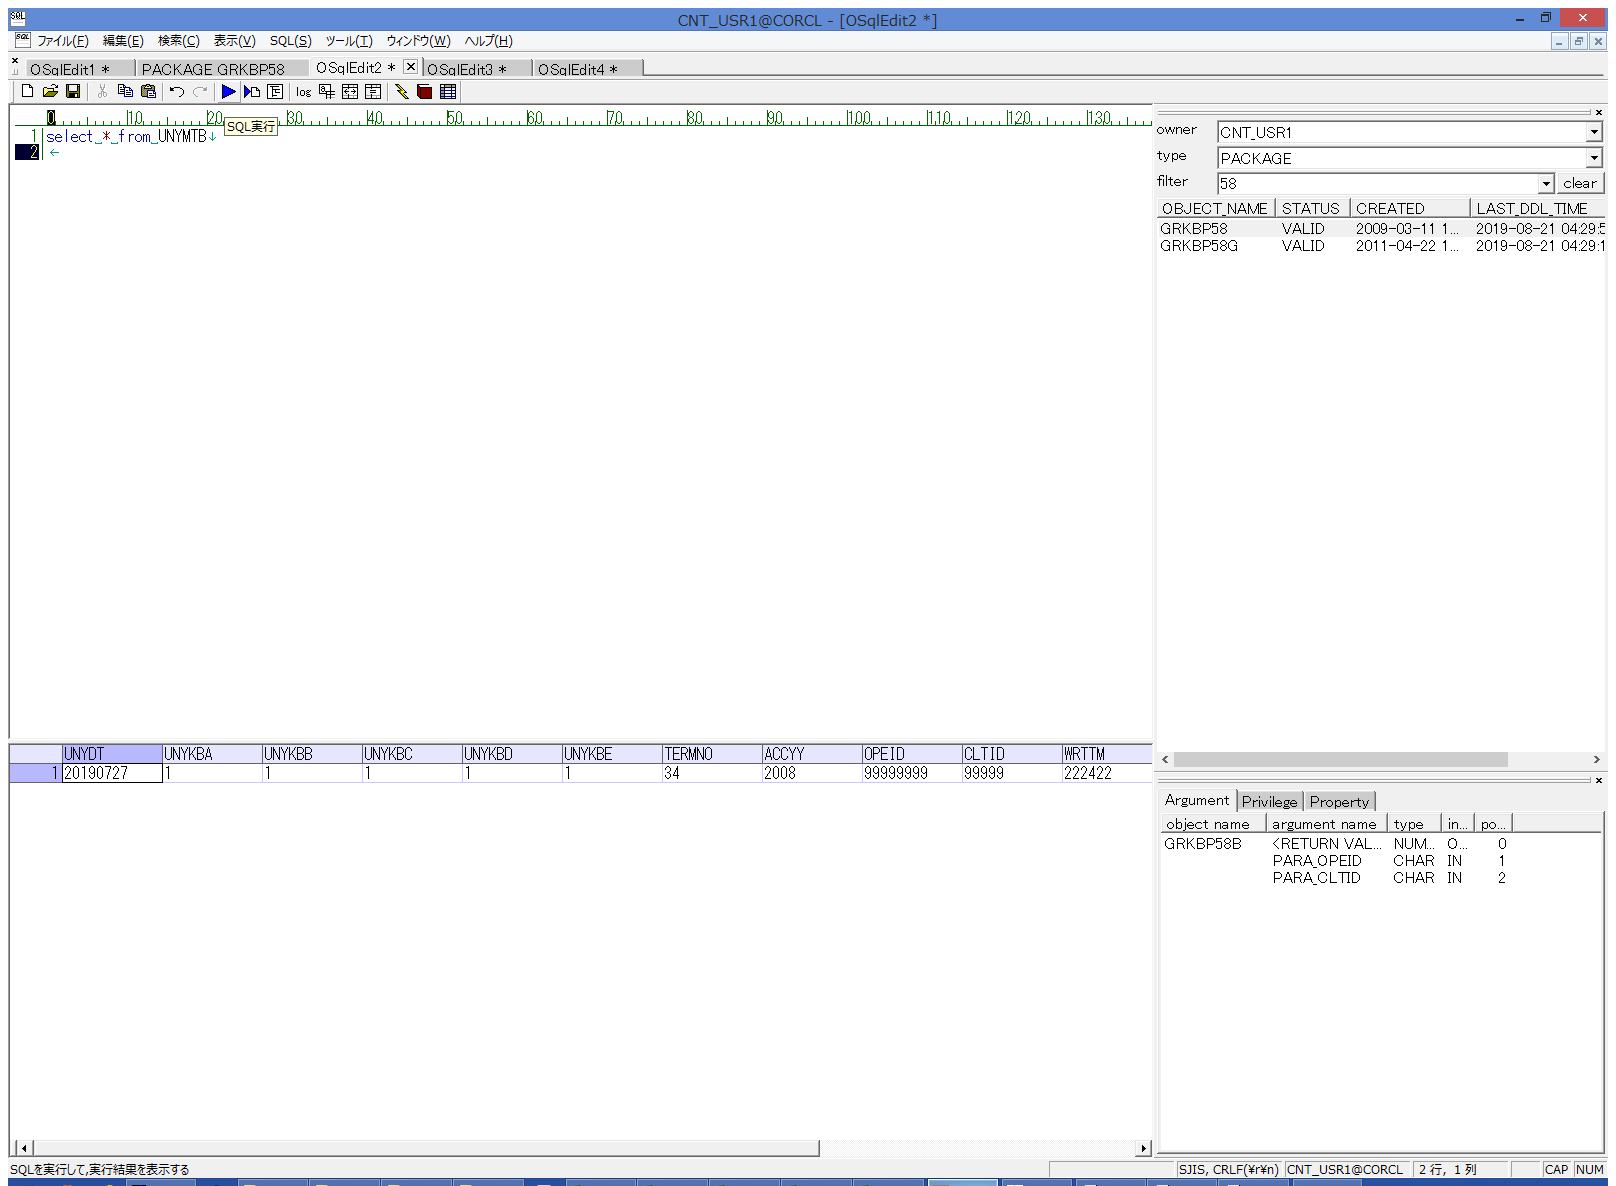 CNT_USR1@CORCL - [OSqlEdit2 *]
ファイル(F) 編集(E) 検索(C) 表示(V) SQL(S) ツール(T) ウィンドウ(W) ヘルプ(H)
OSqlEdit1 * PACKAGE GRKBP58 OSqlEdit2 * OSqlEdit3 * OSqlEdit4 *
log
0 10 20 30 40 50 60 70 80 90 100 110 120 130
SQL実行
1 select_*_from_UNYMTB↓
2 ←
owner CNT_USR1
type PACKAGE
filter 58 clear
OBJECT_NAME STATUS CREATED LAST_DDL_TIME
GRKBP58 VALID 2009-03-11 1... 2019-08-21 04:29:5
GRKBP58G VALID 2011-04-22 1... 2019-08-21 04:29:1
UNYDT UNYKBA UNYKBB UNYKBC UNYKBD UNYKBE TERMNO ACCYY OPEID CLTID WRTTM
1 20190727 1 1 1 1 1 34 2008 99999999 99999 222422
Argument Privilege Property
object name argument name type in... po...
GRKBP58B <RETURN VAL... NUM... O... 0
PARA_OPEID CHAR IN 1
PARA_CLTID CHAR IN 2
SQLを実行して,実行結果を表示する
SJIS, CRLF(¥r¥n) CNT_USR1@CORCL 2 行, 1 列 CAP NUM